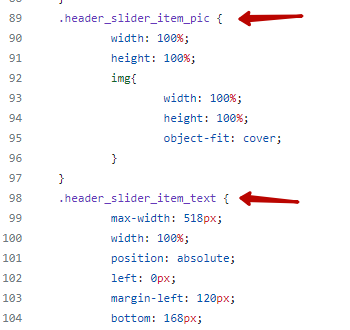 89 .header_slider_item_pic {
90 width: 100%;
91 height: 100%;
92 img{
93 width: 100%;
94 height: 100%;
95 object-fit: cover;
96 }
97 }
98 .header_slider_item_text {
99 max-width: 518px;
100 width: 100%;
101 position: absolute;
102 left: 0px;
103 margin-left: 120px;
104 bottom: 168px;